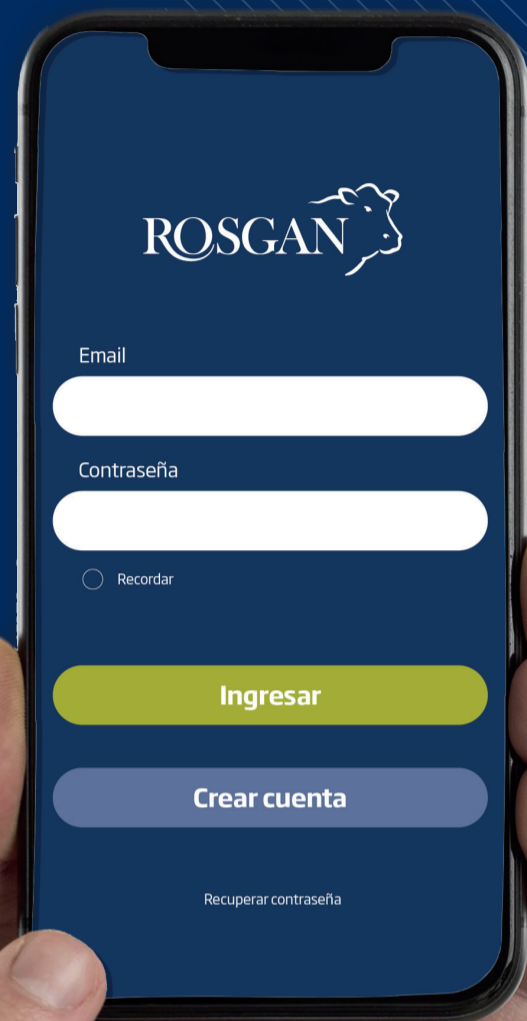 ROSGAN
Email
Contraseña
Recordar
Ingresar
Crear cuenta
Recuperar contraseña